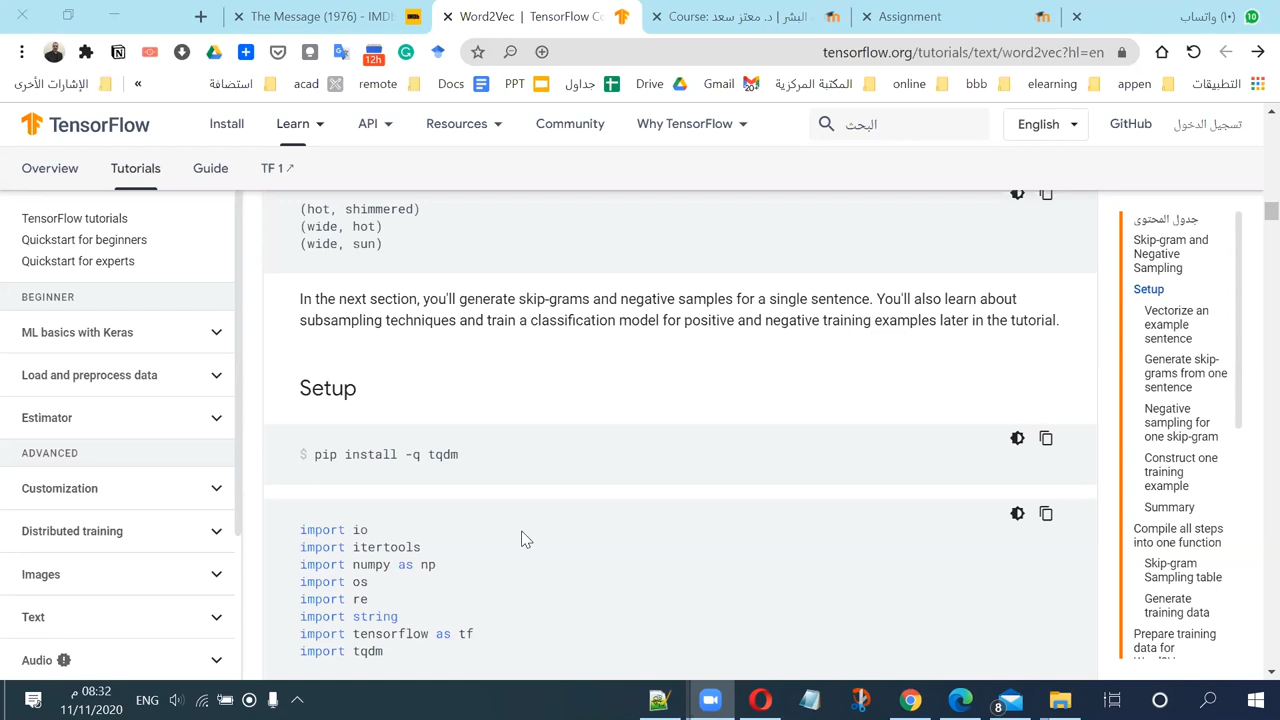 The Message (1976) - IMDb
Word2Vec | TensorFlow Co
Course: د. معتز سعد | البشر
Assignment
(١٠) واتساب
10
12h
tensorflow.org/tutorials/text/word2vec?hl=en
الإشارات الأخرى
«
استضافة
acad
remote
Docs
PPT
جداول
Drive
Gmail
المكتبة المركزية
online
bbb
elearning
appen
التطبيقات
TensorFlow
Install
Learn
API
Resources
Community
Why TensorFlow
البحث
English
GitHub
تسجيل الدخول
Overview
Tutorials
Guide
TF 1
TensorFlow tutorials
Quickstart for beginners
Quickstart for experts
BEGINNER
ML basics with Keras
Load and preprocess data
Estimator
ADVANCED
Customization
Distributed training
Images
Text
Audio
(hot, shimmered)
(wide, hot)
(wide, sun)
In the next section, you'll generate skip-grams and negative samples for a single sentence. You'll also learn about
subsampling techniques and train a classification model for positive and negative training examples later in the tutorial.
Setup
$ pip install -q tqdm
import io
import itertools
import numpy as np
import os
import re
import string
import tensorflow as tf
import tqdm
جدول المحتوى
Skip-gram and
Negative
Sampling
Setup
Vectorize an
example
sentence
Generate skip-
grams from one
sentence
Negative
sampling for
one skip-gram
Construct one
training
example
Summary
Compile all steps
into one function
Skip-gram
Sampling table
Generate
training data
Prepare training
data for
08:32 م
11/11/2020
ENG
8